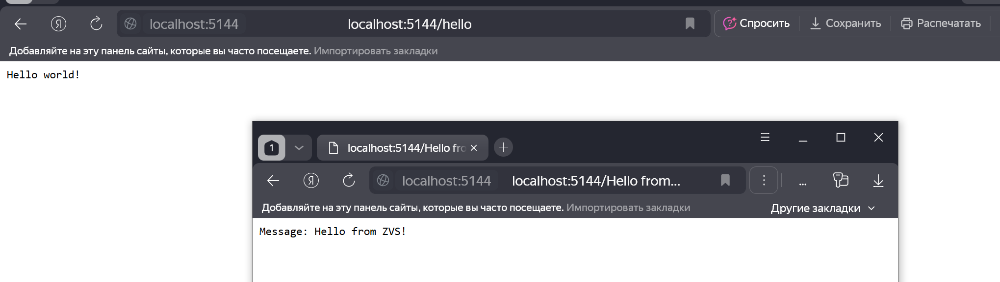 Я localhost:5144 localhost:5144/hello Спросить Сохранить Распечатать
Добавляйте на эту панель сайты, которые вы часто посещаете. Импортировать закладки
Hello world!
1 localhost:5144/Hello fro
Я localhost:5144 localhost:5144/Hello from...
Добавляйте на эту панель сайты, которые вы часто посещаете. Импортировать закладки Другие закладки
Message: Hello from ZVS!